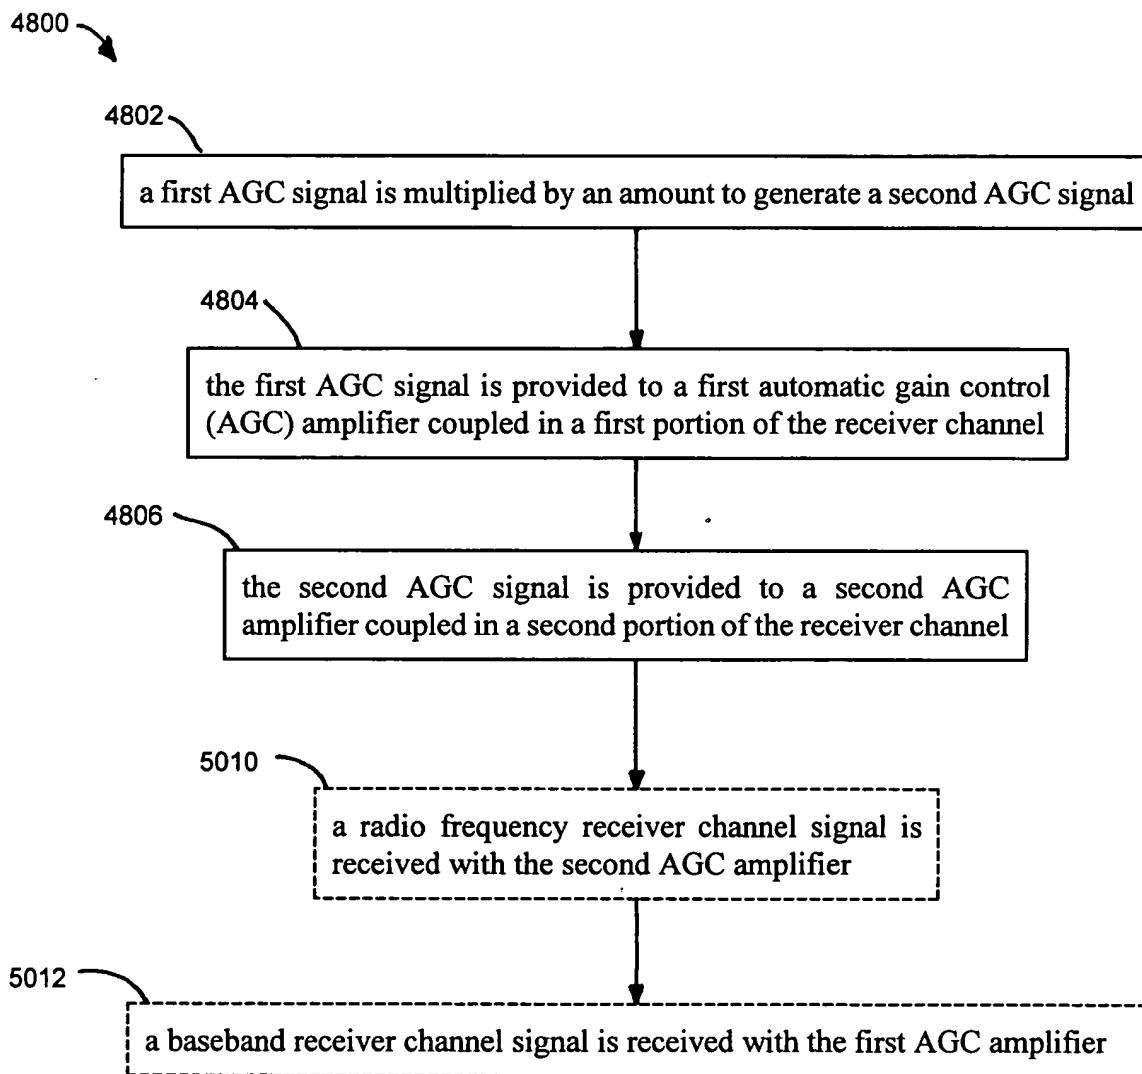 4800
4802
a first AGC signal is multiplied by an amount to generate a second AGC signal
4804
the first AGC signal is provided to a first automatic gain control
(AGC) amplifier coupled in a first portion of the receiver channel
4806
the second AGC signal is provided to a second AGC
amplifier coupled in a second portion of the receiver channel
5010
a radio frequency receiver channel signal is
received with the second AGC amplifier
5012
a baseband receiver channel signal is received with the first AGC amplifier